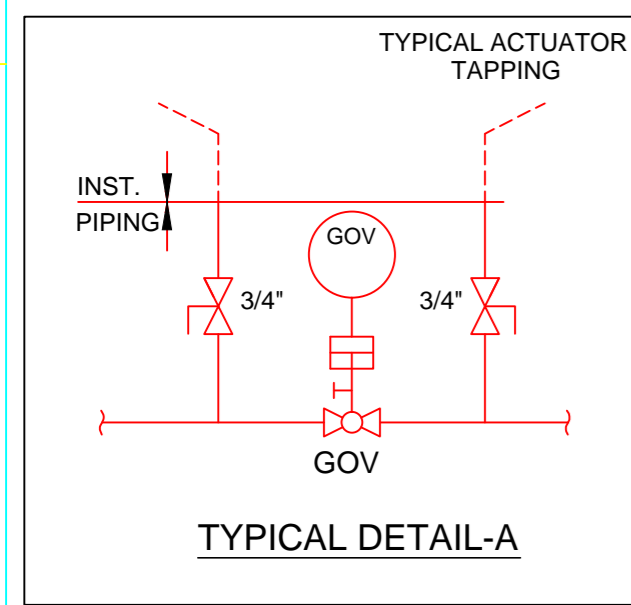 TYPICAL ACTUATOR
TAPPING
INST.
PIPING
GOV
3/4"
3/4"
GOV
TYPICAL DETAIL-A